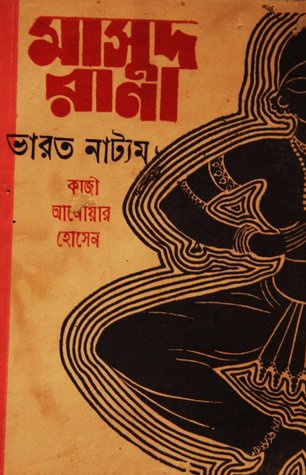 মাসুদ
রানা
ভারত নাট্যম
কাজী
আনোয়ার
হোসেন